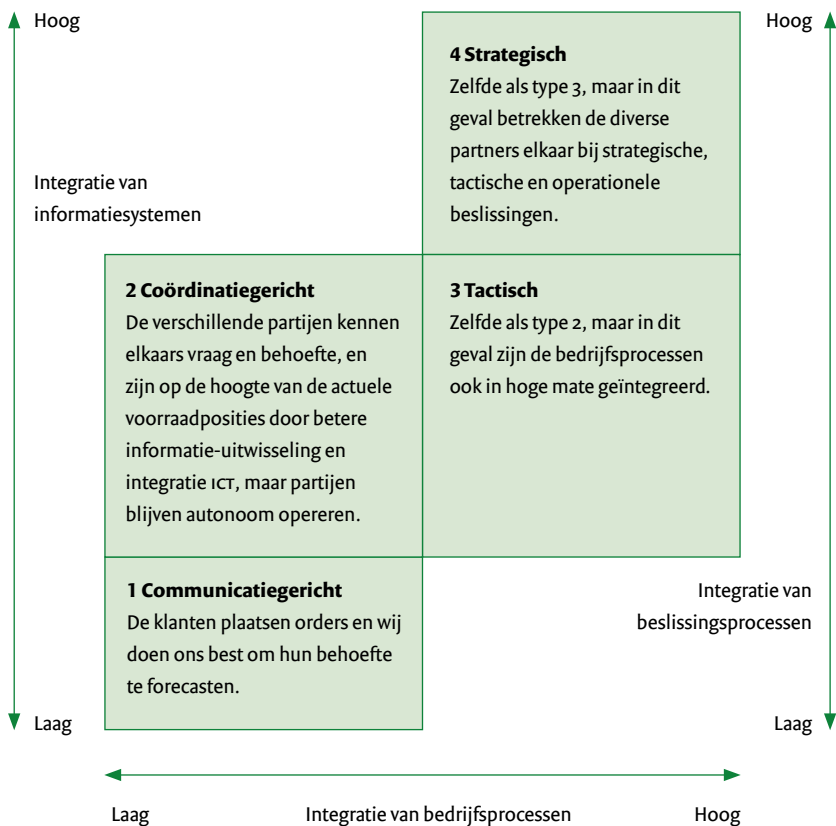 Hoog
Hoog
4 Strategisch
Zelfde als type 3, maar in dit
geval betrekken de diverse
partners elkaar bij strategische,
tactische en operationele
beslissingen.
Integratie van
informatiesystemen
2 Coördinatiegericht
De verschillende partijen kennen
elkaars vraag en behoefte, en
zijn op de hoogte van de actuele
voorraadposities door betere
informatie-uitwisseling en
integratie ICT, maar partijen
blijven autonoom opereren.
3 Tactisch
Zelfde als type 2, maar in dit
geval zijn de bedrijfsprocessen
ook in hoge mate geïntegreerd.
1 Communicatiegericht
De klanten plaatsen orders en wij
doen ons best om hun behoefte
te forecasten.
Integratie van
beslissingsprocessen
Laag
Laag
Laag
Integratie van bedrijfsprocessen
Hoog